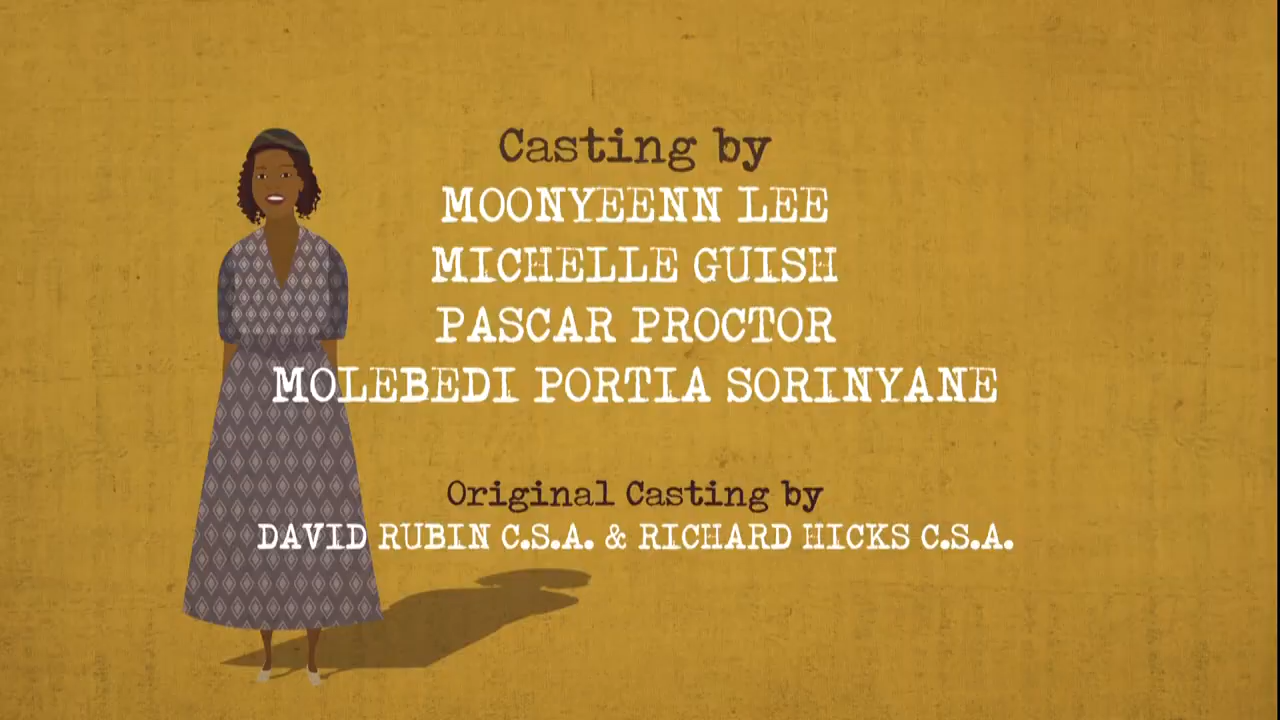 Casting by
MOONYEENN LEE
MICHELLE GUISH
PASCAR PROCTOR
MOLEBEDI PORTIA SORINYANE
Original Casting by
DAVID RUBIN C.S.A. & RICHARD HICKS C.S.A.